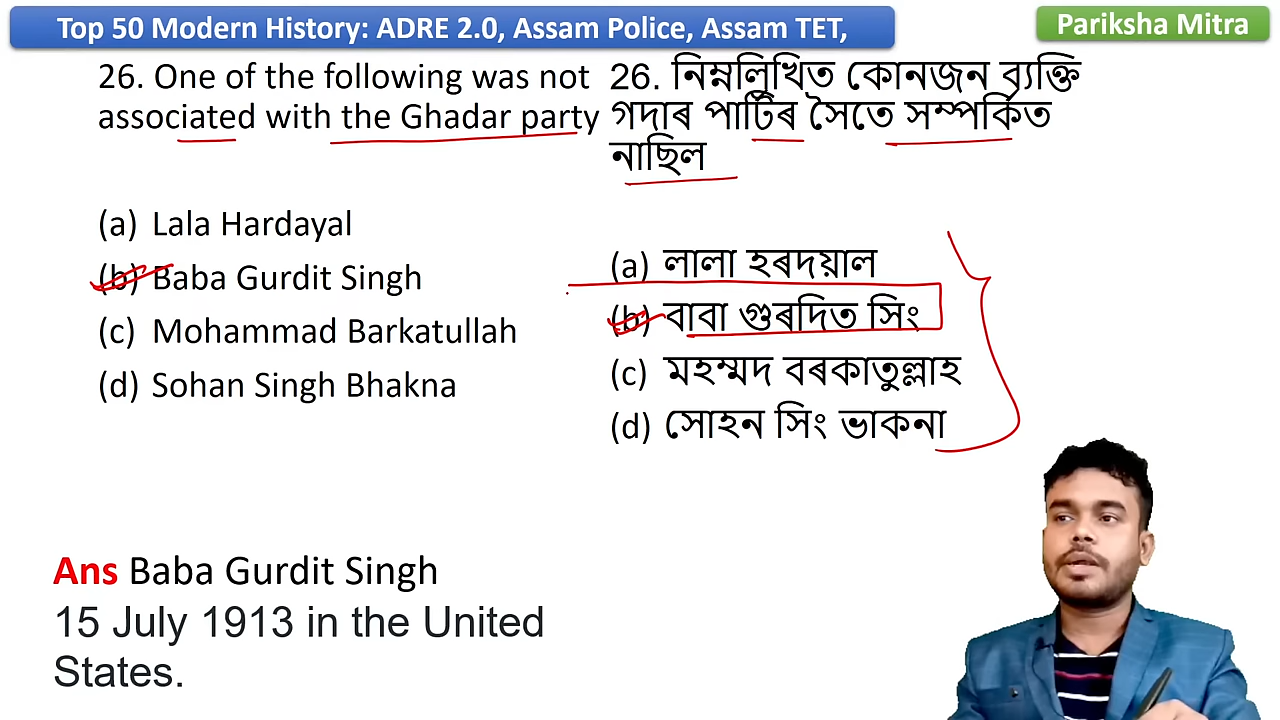 Top 50 Modern History: ADRE 2.0, Assam Police, Assam TET,
Pariksha Mitra
26. One of the following was not
associated with the Ghadar party
(a) Lala Hardayal
(b) Baba Gurdit Singh
(c) Mohammad Barkatullah
(d) Sohan Singh Bhakna
26. নিম্নলিখিত কোনজন ব্যক্তি
গদাৰ পাৰ্টিৰ সৈতে সম্পৰ্কিত
নাছিল
(a) লালা হৰদয়াল
(b) বাবা গুৰদিত সিং
(c) মহম্মদ বৰকাতুল্লাহ
(d) সোহন সিং ভাকনা
Ans Baba Gurdit Singh
15 July 1913 in the United
States.